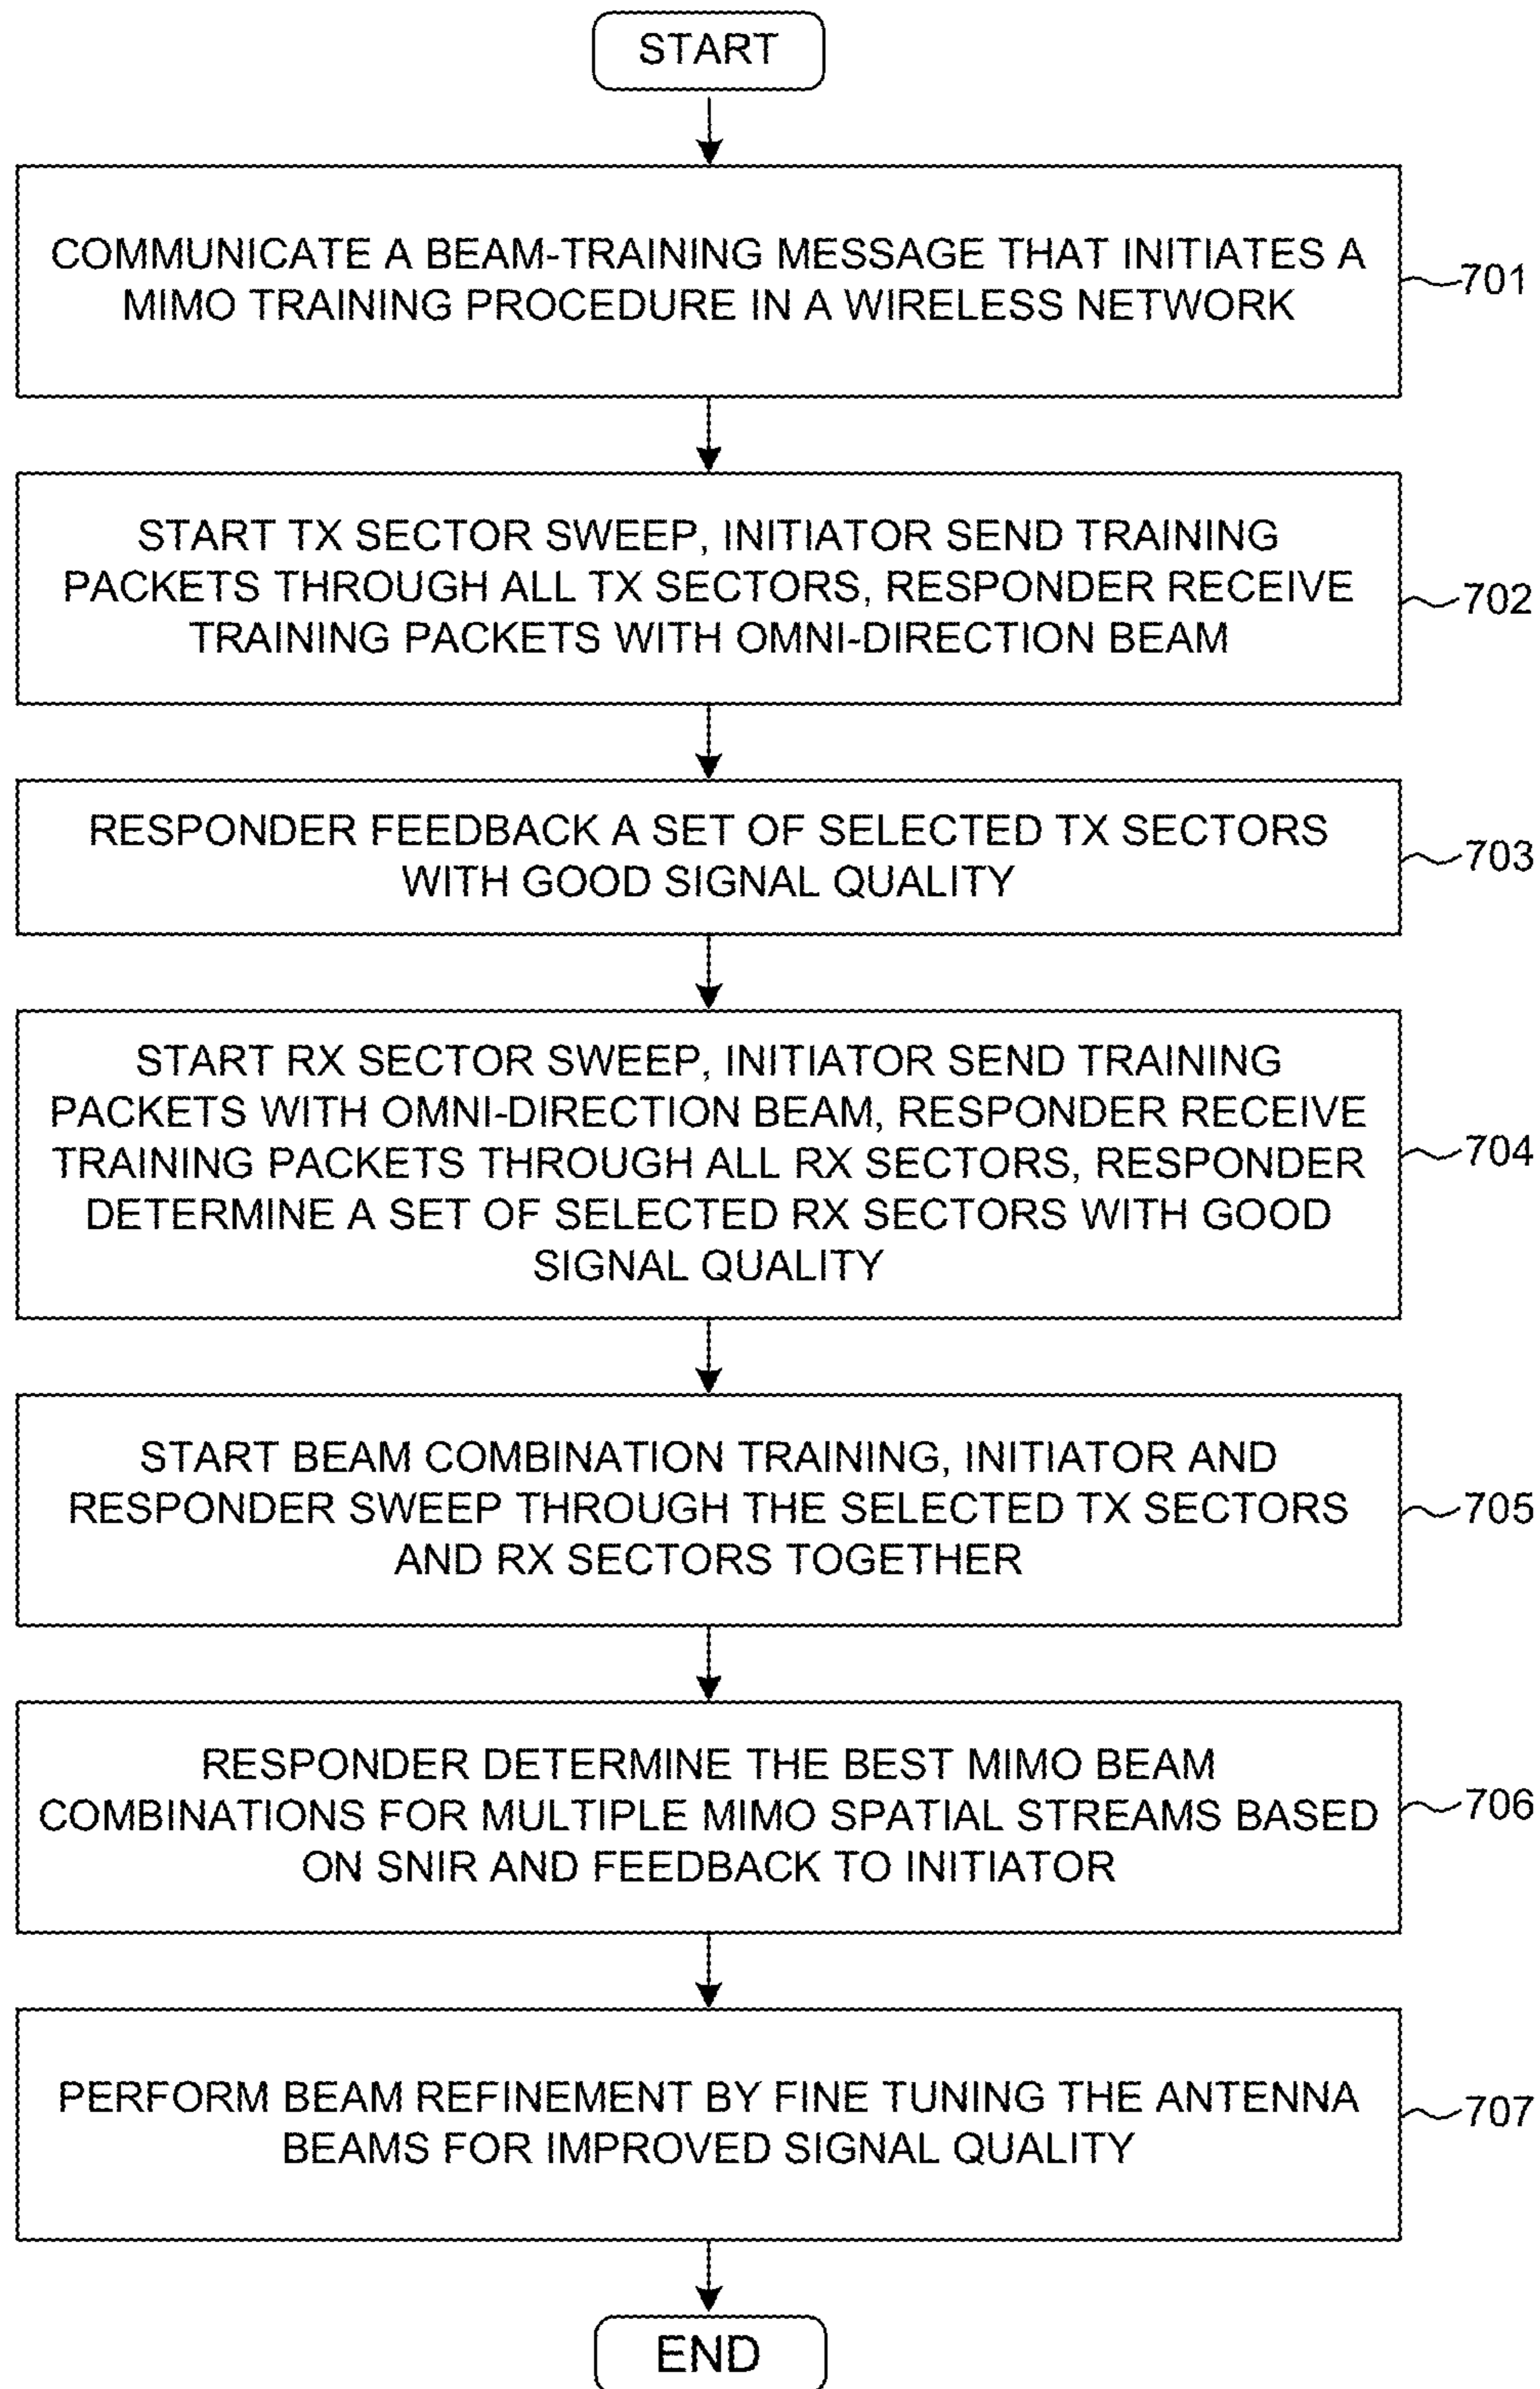 START
COMMUNICATE A BEAM-TRAINING MESSAGE THAT INITIATES A
MIMO TRAINING PROCEDURE IN A WIRELESS NETWORK
701
START TX SECTOR SWEEP, INITIATOR SEND TRAINING
PACKETS THROUGH ALL TX SECTORS, RESPONDER RECEIVE
TRAINING PACKETS WITH OMNI-DIRECTION BEAM
702
RESPONDER FEEDBACK A SET OF SELECTED TX SECTORS
WITH GOOD SIGNAL QUALITY
703
START RX SECTOR SWEEP, INITIATOR SEND TRAINING
PACKETS WITH OMNI-DIRECTION BEAM, RESPONDER RECEIVE
TRAINING PACKETS THROUGH ALL RX SECTORS, RESPONDER
DETERMINE A SET OF SELECTED RX SECTORS WITH GOOD
SIGNAL QUALITY
704
START BEAM COMBINATION TRAINING, INITIATOR AND
RESPONDER SWEEP THROUGH THE SELECTED TX SECTORS
AND RX SECTORS TOGETHER
705
RESPONDER DETERMINE THE BEST MIMO BEAM
COMBINATIONS FOR MULTIPLE MIMO SPATIAL STREAMS BASED
ON SNIR AND FEEDBACK TO INITIATOR
706
PERFORM BEAM REFINEMENT BY FINE TUNING THE ANTENNA
BEAMS FOR IMPROVED SIGNAL QUALITY
707
END